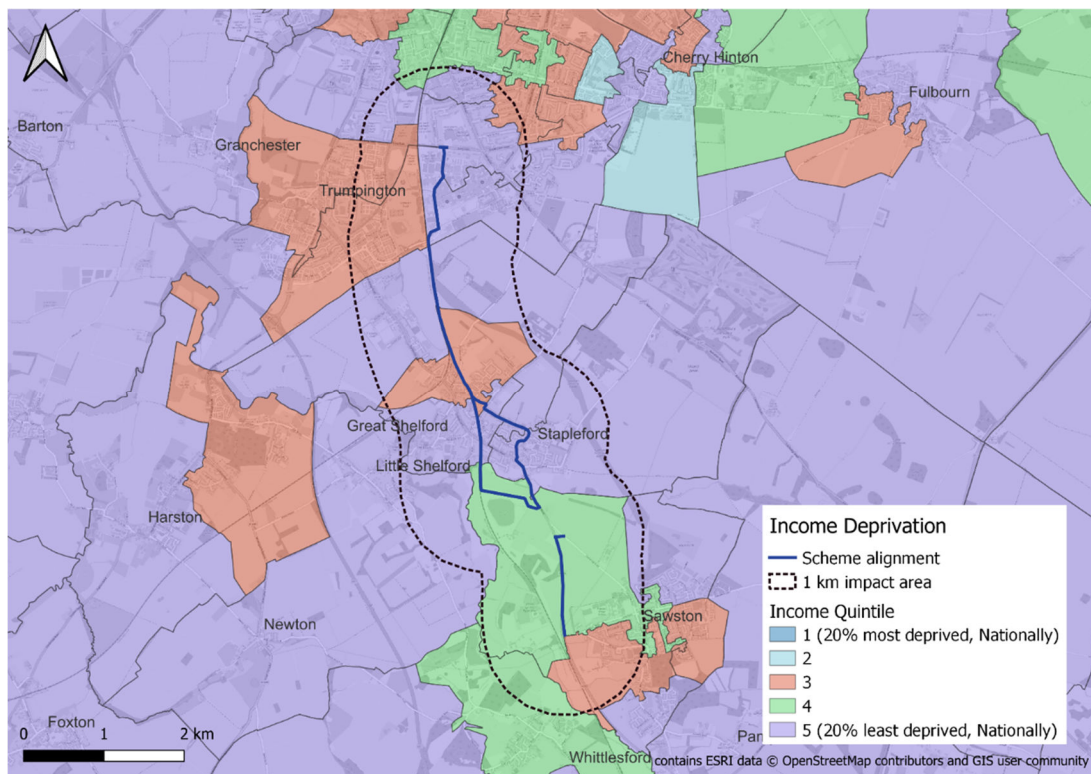 Cherry Hinton
Fulbourn
Barton
Granchester
Trumpington
Great Shelford
Stapleford
Little Shelford
Harston
Newton
Sawston
Foxton
Whittlesford
Income Deprivation
Scheme alignment
1 km impact area
Income Quintile
1 (20% most deprived, Nationally)
2
3
4
5 (20% least deprived, Nationally)
Pan
0 1 2 km
contains ESRI data © OpenStreetMap contributors and GIS user community